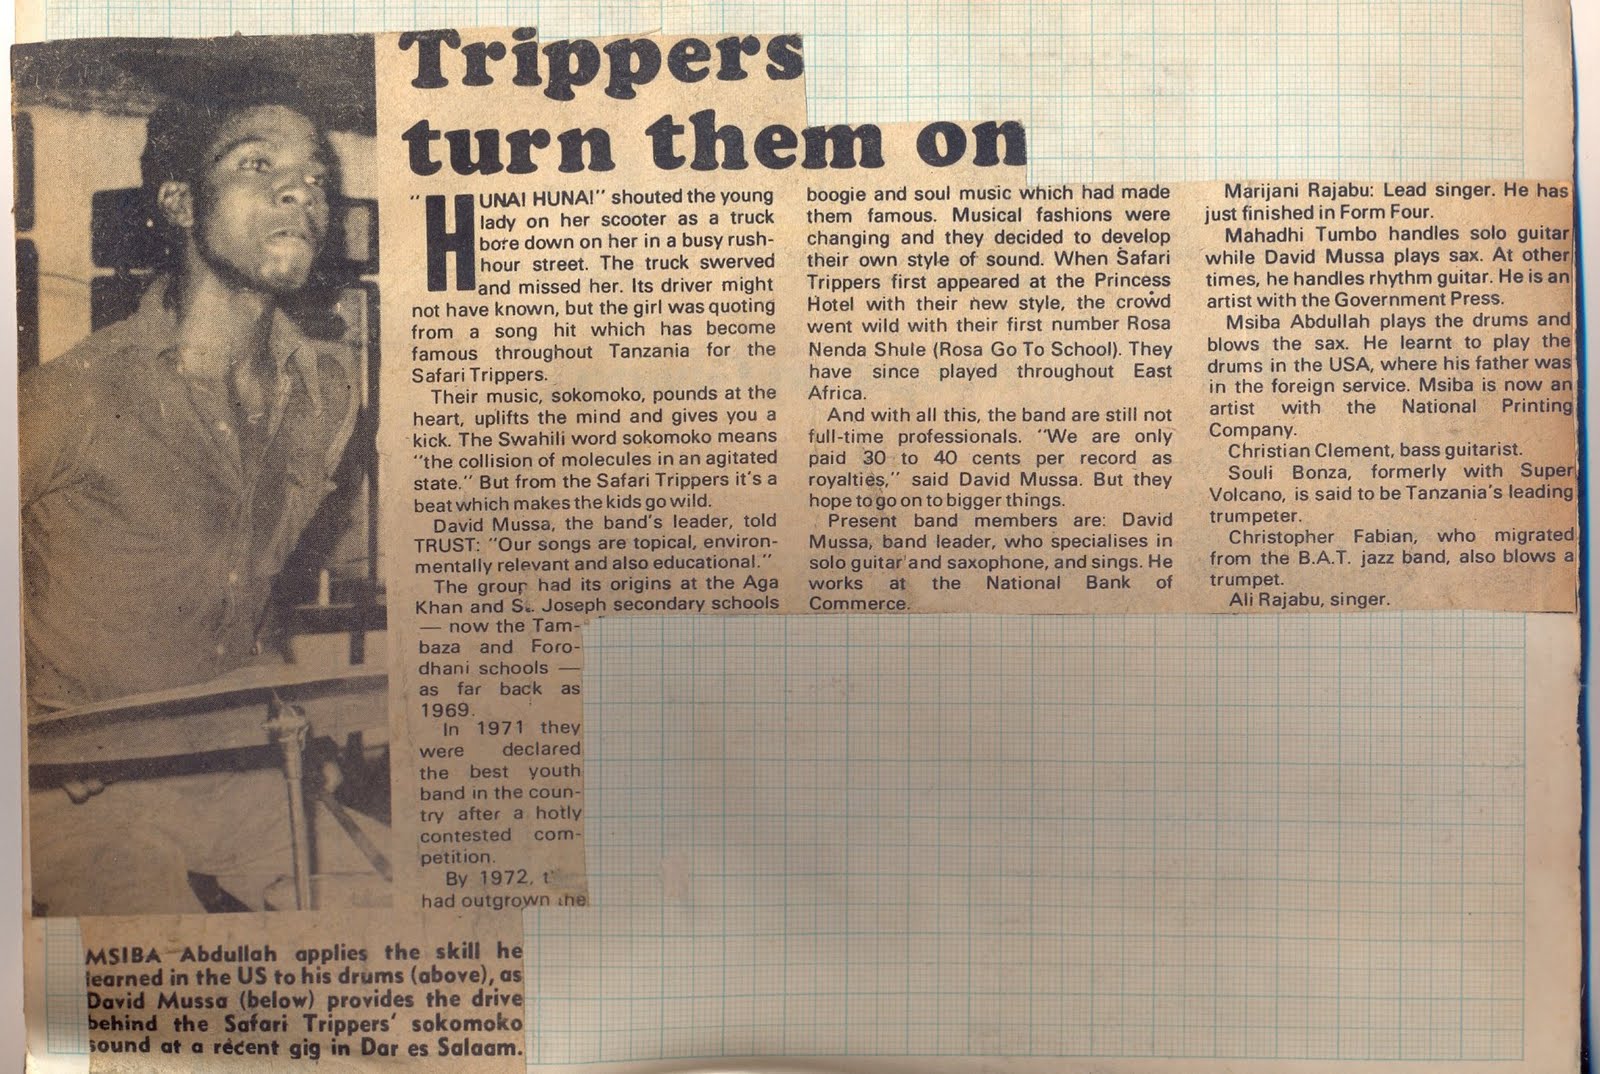 Trippers
turn them on
"HUNA! HUNA!" shouted the young
lady on her scooter as a truck
bore down on her in a busy rush-
hour street. The truck swerved
and missed her. Its driver might
not have known, but the girl was quoting
from a song hit which has become
famous throughout Tanzania for the
Safari Trippers.
Their music, sokomoko, pounds at the
heart, uplifts the mind and gives you a
kick. The Swahili word sokomoko means
"the collision of molecules in an agitated
state." But from the Safari Trippers it's a
beat which makes the kids go wild.
David Mussa, the band's leader, told
TRUST: "Our songs are topical, environ-
mentally relevant and also educational."
The group had its origins at the Aga
Khan and St. Joseph secondary schools
— now the Tam-
baza and Foro-
dhani schools —
as far back as
1969.
In 1971 they
were declared
the best youth
band in the coun-
try after a hotly
contested com-
petition.
By 1972,
had outgrown the
boogie and soul music which had made
them famous. Musical fashions were
changing and they decided to develop
their own style of sound. When Safari
Trippers first appeared at the Princess
Hotel with their new style, the crowd
went wild with their first number Rosa
Nenda Shule (Rosa Go To School). They
have since played throughout East
Africa.
And with all this, the band are still not
full-time professionals. "We are only
paid 30 to 40 cents per record as
royalties," said David Mussa. But they
hope to go on to bigger things.
Present band members are: David
Mussa, band leader, who specialises in
solo guitar and saxophone, and sings. He
works at the National Bank of
Commerce.
Marijani Rajabu: Lead singer. He has
just finished in Form Four.
Mahadhi Tumbo handles solo guitar
while David Mussa plays sax. At other
times, he handles rhythm guitar. He is an
artist with the Government Press.
Msiba Abdullah plays the drums and
blows the sax. He learnt to play the
drums in the USA, where his father was
in the foreign service. Msiba is now an
artist with the National Printing
Company.
Christian Clement, bass guitarist.
Souli Bonza, formerly with Super
Volcano, is said to be Tanzania's leading
trumpeter.
Christopher Fabian, who migrated
from the B.A.T. jazz band, also blows a
trumpet.
Ali Rajabu, singer.
MSIBA Abdullah applies the skill he
learned in the US to his drums (above), as
David Mussa (below) provides the drive
behind the Safari Trippers' sokomoko
sound at a recent gig in Dar es Salaam.